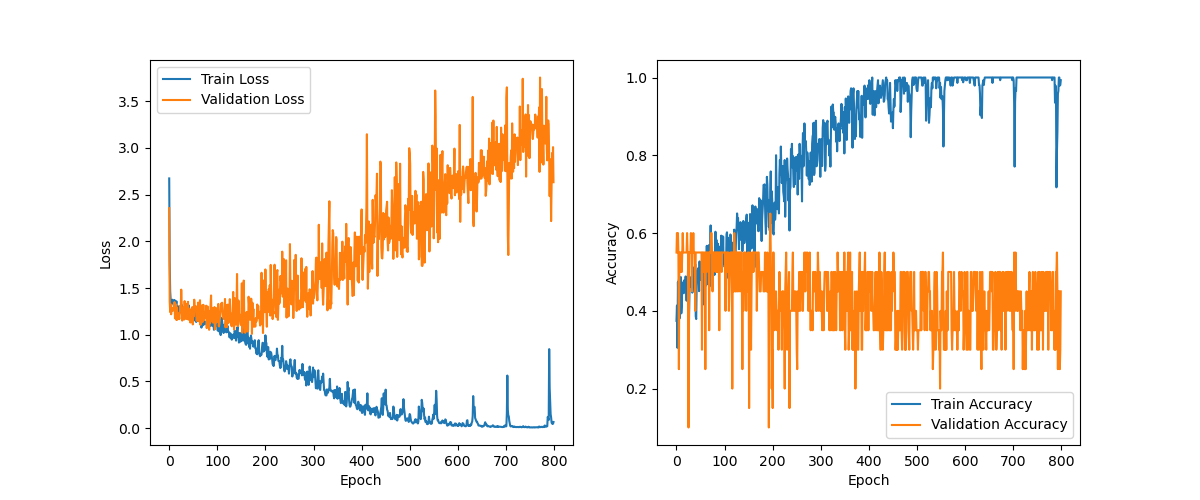 Train Loss
Validation Loss
3.5
3.0
2.5
2.0
1.5
1.0
0.5
0.0
Loss
0 100 200 300 400 500 600 700 800
Epoch
1.0
0.8
0.6
0.4
0.2
Accuracy
Train Accuracy
Validation Accuracy
0 100 200 300 400 500 600 700 800
Epoch